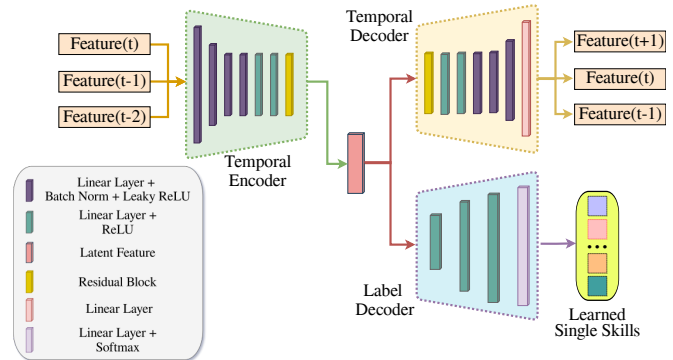 Feature(t)
Feature(t-1)
Feature(t-2)
Temporal
Encoder
Temporal
Decoder
Feature(t+1)
Feature(t)
Feature(t-1)
Label
Decoder
Learned
Single Skills
Linear Layer +
Batch Norm + Leaky ReLU
Linear Layer +
ReLU
Latent Feature
Residual Block
Linear Layer
Linear Layer +
Softmax